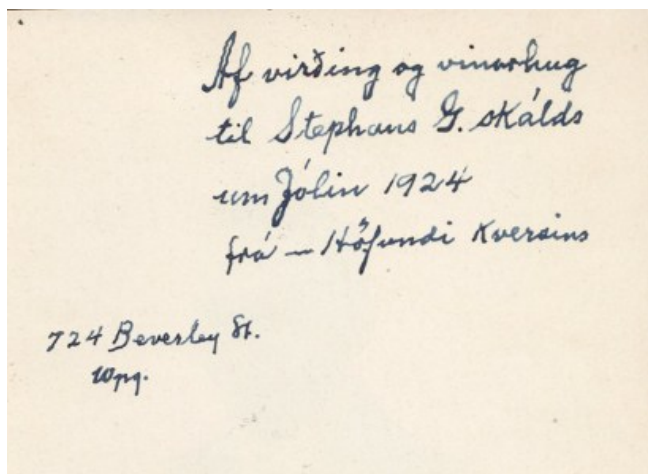 Af virðing og vinarhug
til Stephans G. skálds
um Jólin 1924
frá — Höfundi Kversins
724 Beverley St.
Wpg.